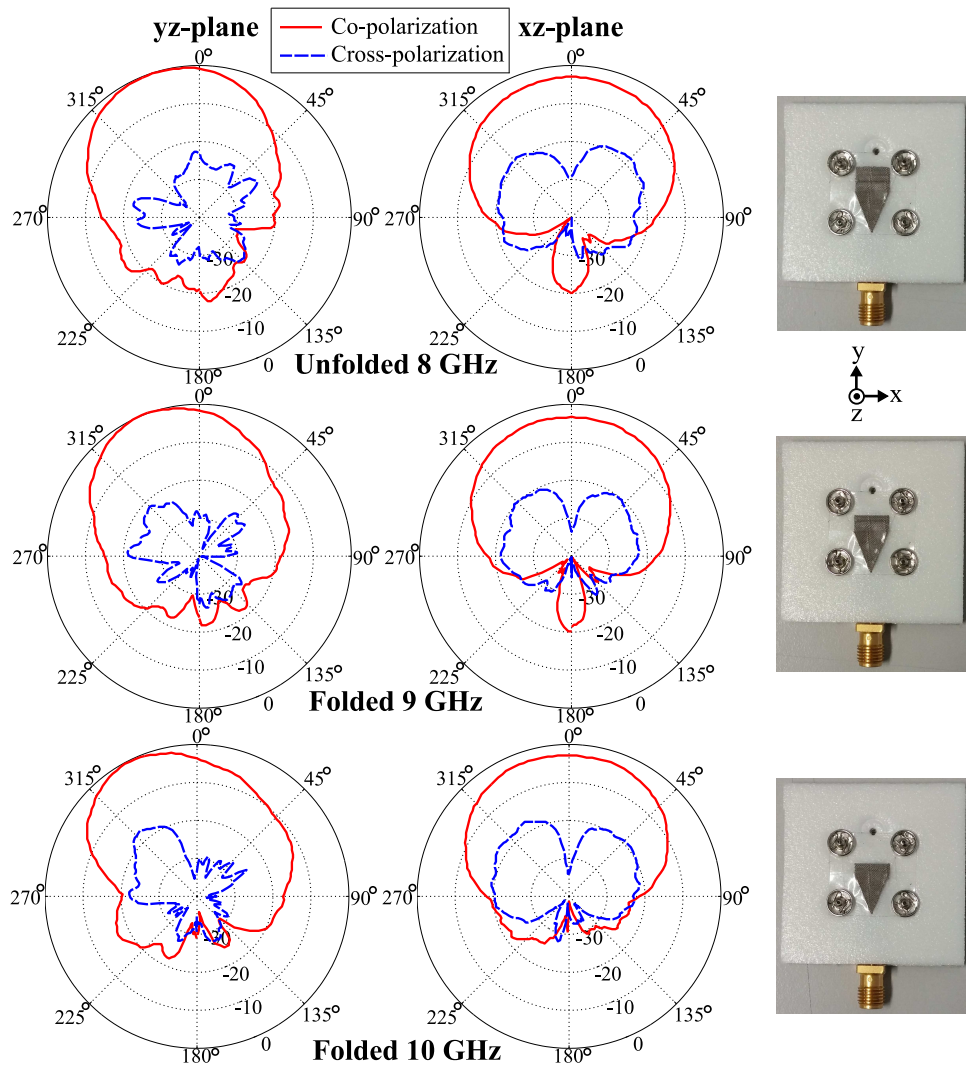 yz-plane
Co-polarization
Cross-polarization
xz-plane
0° 0°
315° 45° 315° 45°
270° 90° 270° 90°
-30 -30
-20 -20
-10 -10
225° 135° 225° 135°
0 0
180° 180°
Unfolded 8 GHz
y
x
z
0° 0°
315° 45° 315° 45°
270° 90° 270° 90°
-30 -30
-20 -20
-10 -10
225° 135° 225° 135°
0 0
180° 180°
Folded 9 GHz
0° 0°
315° 45° 315° 45°
270° 90° 270° 90°
-30 -30
-20 -20
-10 -10
225° 135° 225° 135°
0 0
180° 180°
Folded 10 GHz